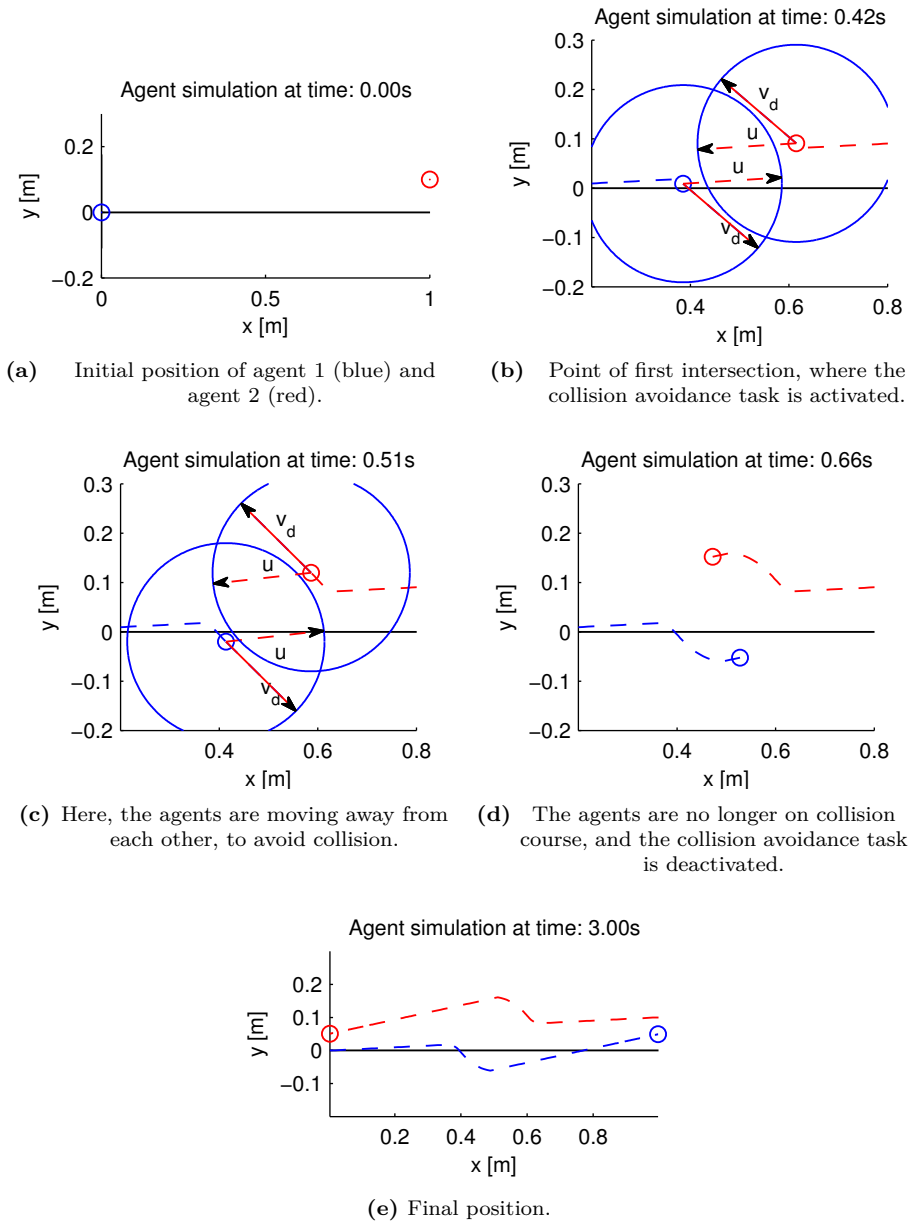 Agent simulation at time: 0.00s
0.2
0
−0.2
y [m]
0
0.5
1
x [m]
(a) Initial position of agent 1 (blue) and
agent 2 (red).
Agent simulation at time: 0.42s
0.3
0.2
0.1
0
−0.1
−0.2
y [m]
v_d
u
u
v_d
0.4
0.6
0.8
x [m]
(b) Point of first intersection, where the
collision avoidance task is activated.
Agent simulation at time: 0.51s
0.3
0.2
0.1
0
−0.1
−0.2
y [m]
v_d
u
u
v_d
0.4
0.6
0.8
x [m]
(c) Here, the agents are moving away from
each other, to avoid collision.
Agent simulation at time: 0.66s
0.3
0.2
0.1
0
−0.1
−0.2
y [m]
0.4
0.6
0.8
x [m]
(d) The agents are no longer on collision
course, and the collision avoidance task
is deactivated.
Agent simulation at time: 3.00s
0.2
0.1
0
−0.1
y [m]
0.2
0.4
0.6
0.8
x [m]
(e) Final position.